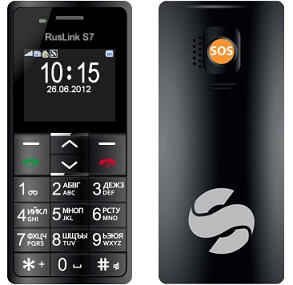 RusLink S7
10:15
26.06.2012
1
2 АБВГ ABC
3 ДЕЖЗ DEF
4 ИЙКЛ GHI
5 МНОП JKL
6 РСТУ MNO
7 ФХЦЧ PQRS
8 ШЩЪЫ TUV
9 ЬЭЮЯ WXYZ
* +
0
#
SOS